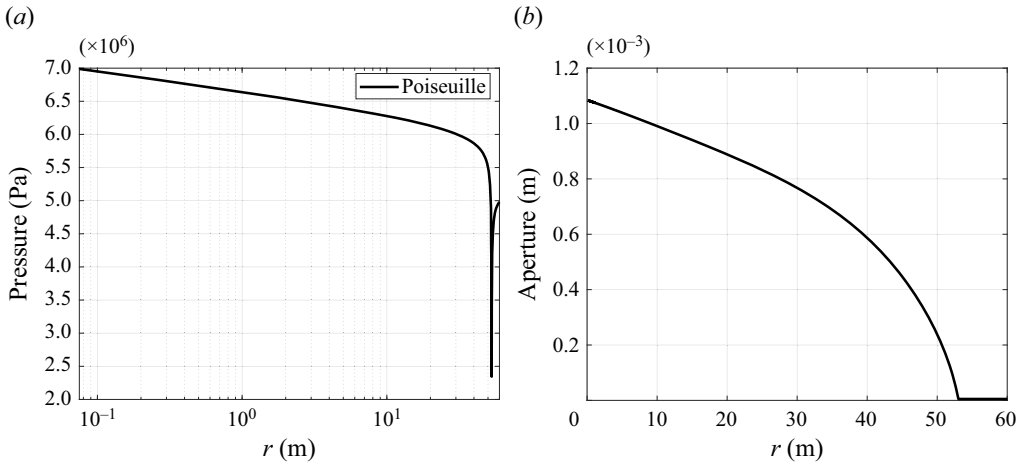 (a)
(×10⁶)
7.0
6.5
6.0
5.5
5.0
4.5
4.0
3.5
3.0
2.5
2.0
Pressure (Pa)
Poiseuille
10⁻¹ 10⁰ 10¹
r (m)
(b)
(×10⁻³)
1.2
1.0
0.8
0.6
0.4
0.2
Aperture (m)
0 10 20 30 40 50 60
r (m)